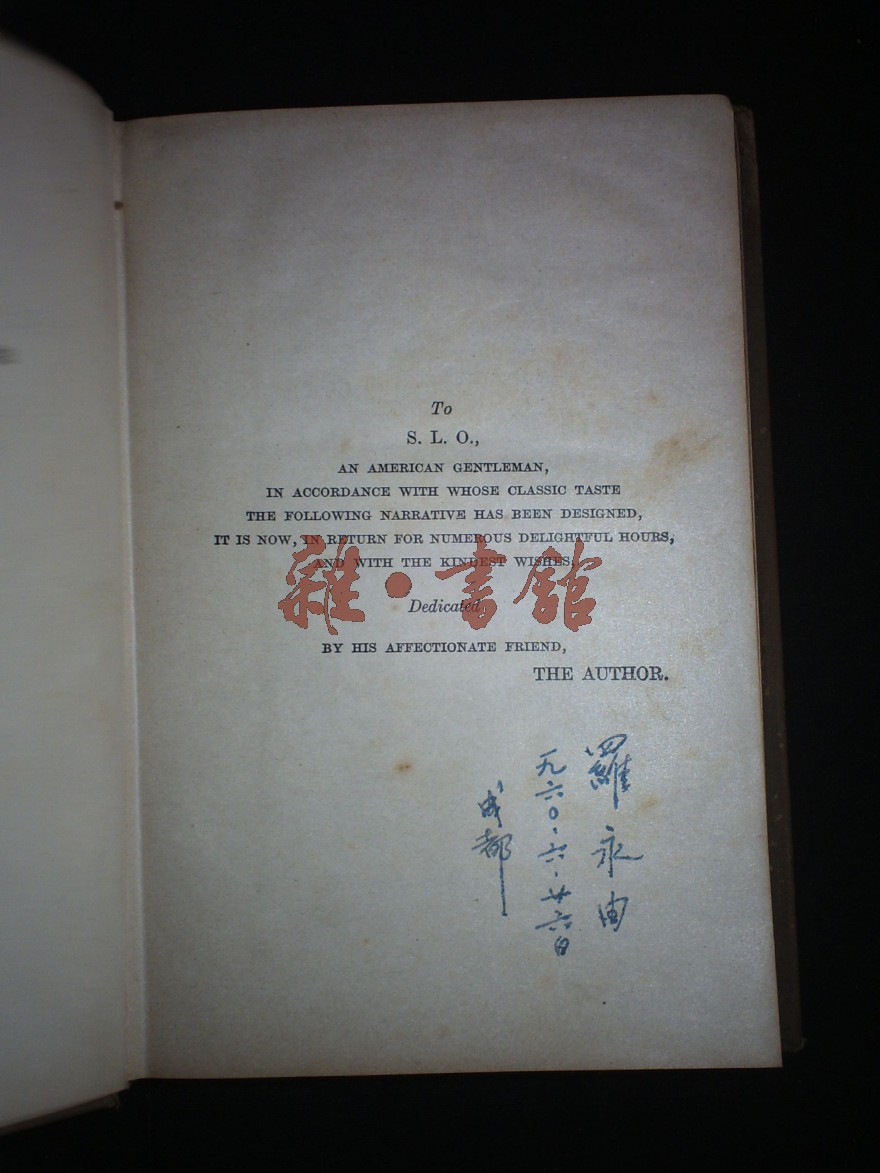 To
S. L. O.,
AN AMERICAN GENTLEMAN,
IN ACCORDANCE WITH WHOSE CLASSIC TASTE
THE FOLLOWING NARRATIVE HAS BEEN DESIGNED,
IT IS NOW, IN RETURN FOR NUMEROUS DELIGHTFUL HOURS,
AND WITH THE KINDEST WISHES,
雜·書館
Dedicated
BY HIS AFFECTIONATE FRIEND,
THE AUTHOR.
羅永由
一九六〇·六·廿六日
成都